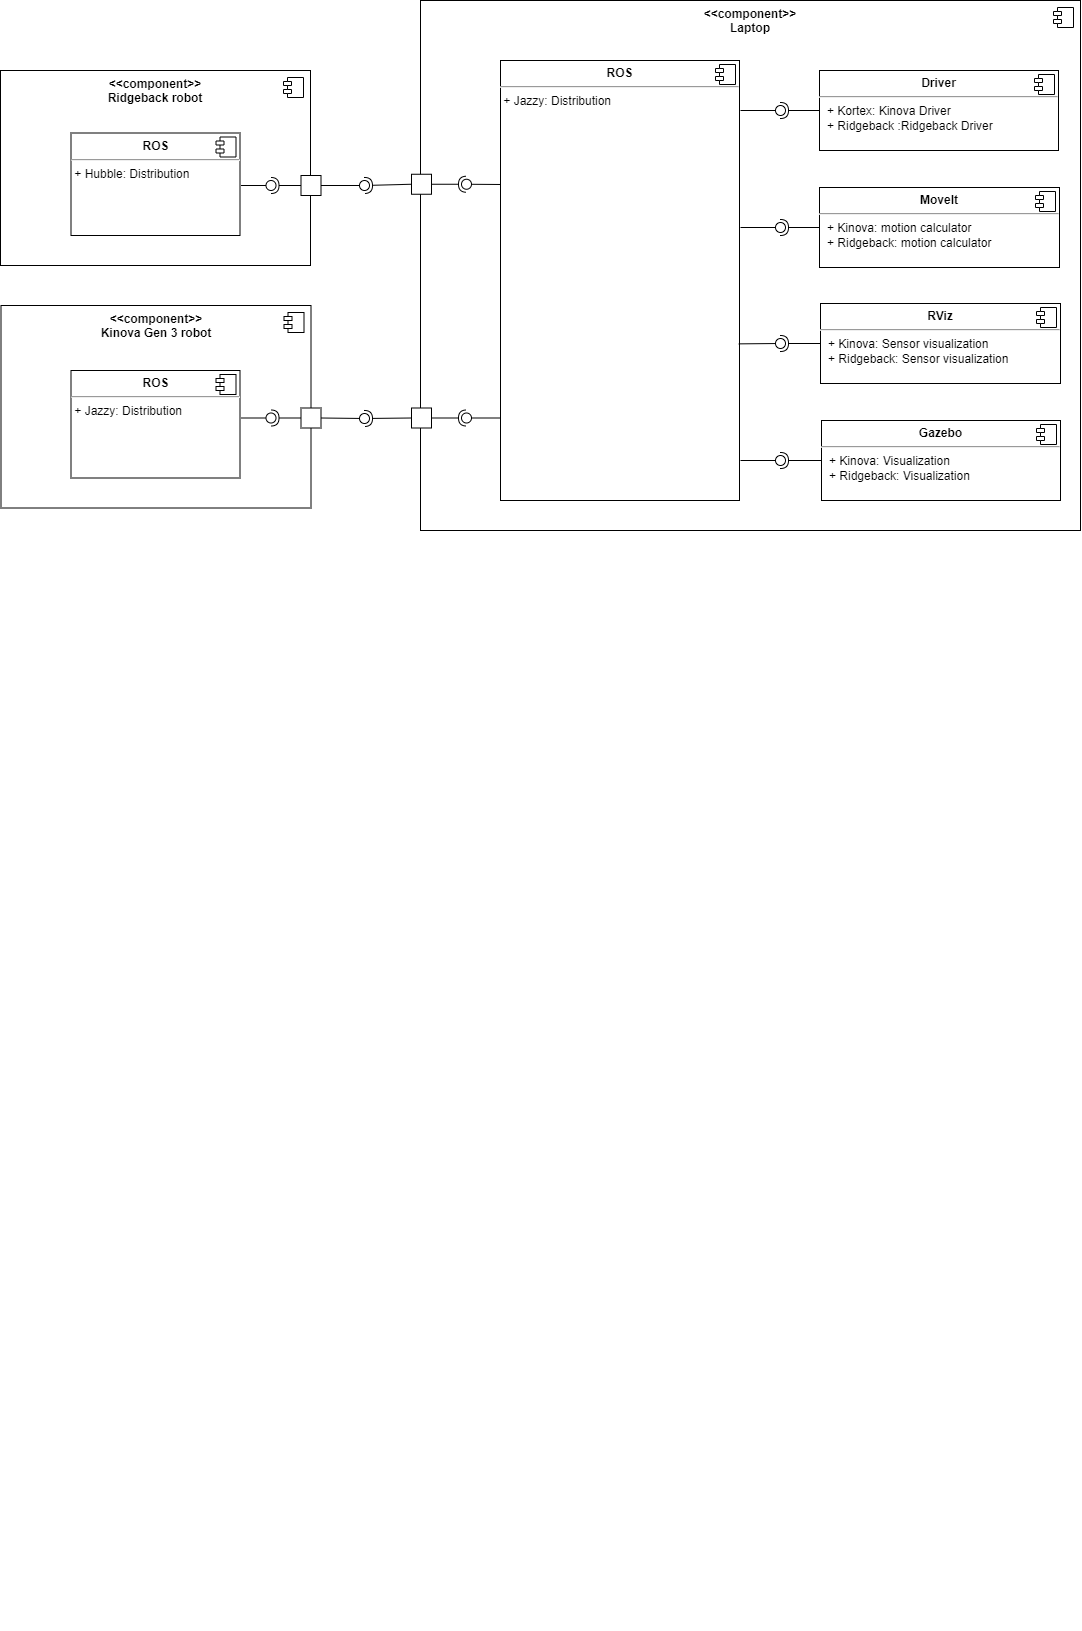 <<component>>
Ridgeback robot
ROS
+ Hubble: Distribution
<<component>>
Kinova Gen 3 robot
ROS
+ Jazzy: Distribution
<<component>>
Laptop
ROS
+ Jazzy: Distribution
Driver
+ Kortex: Kinova Driver
+ Ridgeback :Ridgeback Driver
MoveIt
+ Kinova: motion calculator
+ Ridgeback: motion calculator
RViz
+ Kinova: Sensor visualization
+ Ridgeback: Sensor visualization
Gazebo
+ Kinova: Visualization
+ Ridgeback: Visualization